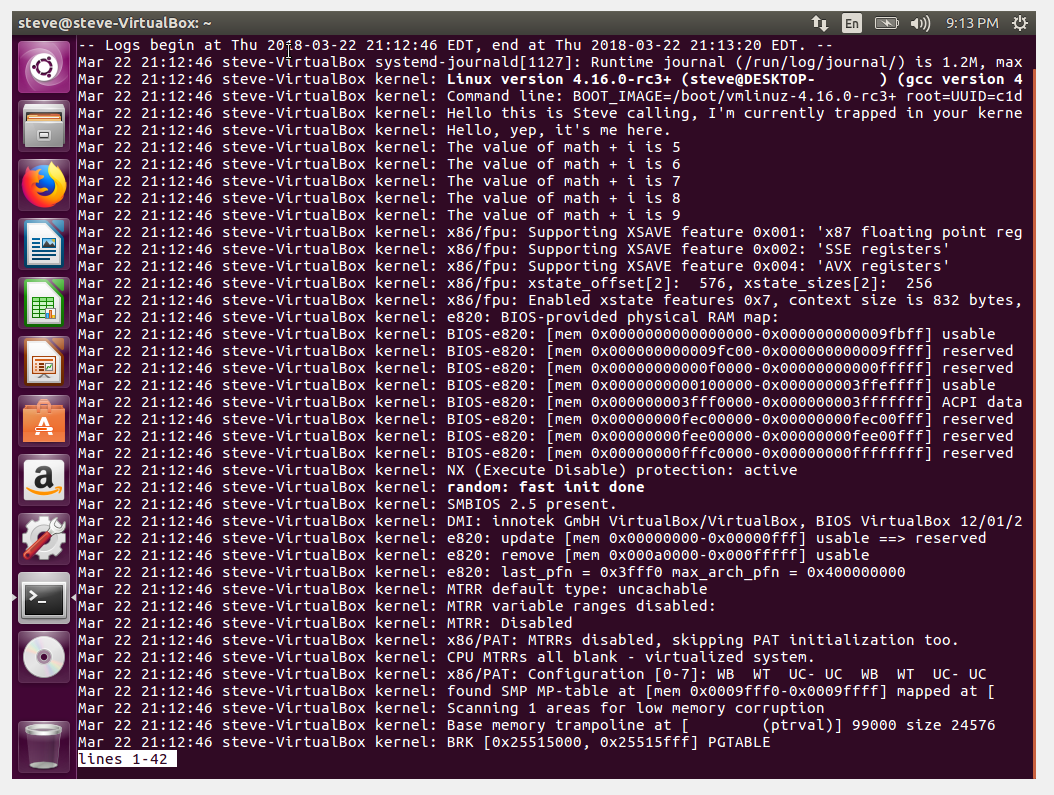 steve@steve-VirtualBox: ~
En
9:13 PM
-- Logs begin at Thu 2018-03-22 21:12:46 EDT, end at Thu 2018-03-22 21:13:20 EDT. --
Mar 22 21:12:46 steve-VirtualBox systemd-journald[1127]: Runtime journal (/run/log/journal/) is 1.2M, max
Mar 22 21:12:46 steve-VirtualBox kernel: Linux version 4.16.0-rc3+ (steve@DESKTOP-       ) (gcc version 4
Mar 22 21:12:46 steve-VirtualBox kernel: Command line: BOOT_IMAGE=/boot/vmlinuz-4.16.0-rc3+ root=UUID=c1d
Mar 22 21:12:46 steve-VirtualBox kernel: Hello this is Steve calling, I'm currently trapped in your kerne
Mar 22 21:12:46 steve-VirtualBox kernel: Hello, yep, it's me here.
Mar 22 21:12:46 steve-VirtualBox kernel: The value of math + i is 5
Mar 22 21:12:46 steve-VirtualBox kernel: The value of math + i is 6
Mar 22 21:12:46 steve-VirtualBox kernel: The value of math + i is 7
Mar 22 21:12:46 steve-VirtualBox kernel: The value of math + i is 8
Mar 22 21:12:46 steve-VirtualBox kernel: The value of math + i is 9
Mar 22 21:12:46 steve-VirtualBox kernel: x86/fpu: Supporting XSAVE feature 0x001: 'x87 floating point reg
Mar 22 21:12:46 steve-VirtualBox kernel: x86/fpu: Supporting XSAVE feature 0x002: 'SSE registers'
Mar 22 21:12:46 steve-VirtualBox kernel: x86/fpu: Supporting XSAVE feature 0x004: 'AVX registers'
Mar 22 21:12:46 steve-VirtualBox kernel: x86/fpu: xstate_offset[2]:  576, xstate_sizes[2]:  256
Mar 22 21:12:46 steve-VirtualBox kernel: x86/fpu: Enabled xstate features 0x7, context size is 832 bytes,
Mar 22 21:12:46 steve-VirtualBox kernel: e820: BIOS-provided physical RAM map:
Mar 22 21:12:46 steve-VirtualBox kernel: BIOS-e820: [mem 0x0000000000000000-0x000000000009fbff] usable
Mar 22 21:12:46 steve-VirtualBox kernel: BIOS-e820: [mem 0x000000000009fc00-0x000000000009ffff] reserved
Mar 22 21:12:46 steve-VirtualBox kernel: BIOS-e820: [mem 0x00000000000f0000-0x00000000000fffff] reserved
Mar 22 21:12:46 steve-VirtualBox kernel: BIOS-e820: [mem 0x0000000000100000-0x000000003ffeffff] usable
Mar 22 21:12:46 steve-VirtualBox kernel: BIOS-e820: [mem 0x000000003fff0000-0x000000003fffffff] ACPI data
Mar 22 21:12:46 steve-VirtualBox kernel: BIOS-e820: [mem 0x00000000fec00000-0x00000000fec00fff] reserved
Mar 22 21:12:46 steve-VirtualBox kernel: BIOS-e820: [mem 0x00000000fee00000-0x00000000fee00fff] reserved
Mar 22 21:12:46 steve-VirtualBox kernel: BIOS-e820: [mem 0x00000000fffc0000-0x00000000ffffffff] reserved
Mar 22 21:12:46 steve-VirtualBox kernel: NX (Execute Disable) protection: active
Mar 22 21:12:46 steve-VirtualBox kernel: random: fast init done
Mar 22 21:12:46 steve-VirtualBox kernel: SMBIOS 2.5 present.
Mar 22 21:12:46 steve-VirtualBox kernel: DMI: innotek GmbH VirtualBox/VirtualBox, BIOS VirtualBox 12/01/2
Mar 22 21:12:46 steve-VirtualBox kernel: e820: update [mem 0x00000000-0x00000fff] usable ==> reserved
Mar 22 21:12:46 steve-VirtualBox kernel: e820: remove [mem 0x000a0000-0x000fffff] usable
Mar 22 21:12:46 steve-VirtualBox kernel: e820: last_pfn = 0x3fff0 max_arch_pfn = 0x400000000
Mar 22 21:12:46 steve-VirtualBox kernel: MTRR default type: uncachable
Mar 22 21:12:46 steve-VirtualBox kernel: MTRR variable ranges disabled:
Mar 22 21:12:46 steve-VirtualBox kernel: MTRR: Disabled
Mar 22 21:12:46 steve-VirtualBox kernel: x86/PAT: MTRRs disabled, skipping PAT initialization too.
Mar 22 21:12:46 steve-VirtualBox kernel: CPU MTRRs all blank - virtualized system.
Mar 22 21:12:46 steve-VirtualBox kernel: x86/PAT: Configuration [0-7]: WB  WT  UC- UC  WB  WT  UC- UC
Mar 22 21:12:46 steve-VirtualBox kernel: found SMP MP-table at [mem 0x0009fff0-0x0009ffff] mapped at [
Mar 22 21:12:46 steve-VirtualBox kernel: Scanning 1 areas for low memory corruption
Mar 22 21:12:46 steve-VirtualBox kernel: Base memory trampoline at [        (ptrval)] 99000 size 24576
Mar 22 21:12:46 steve-VirtualBox kernel: BRK [0x25515000, 0x25515fff] PGTABLE
lines 1-42